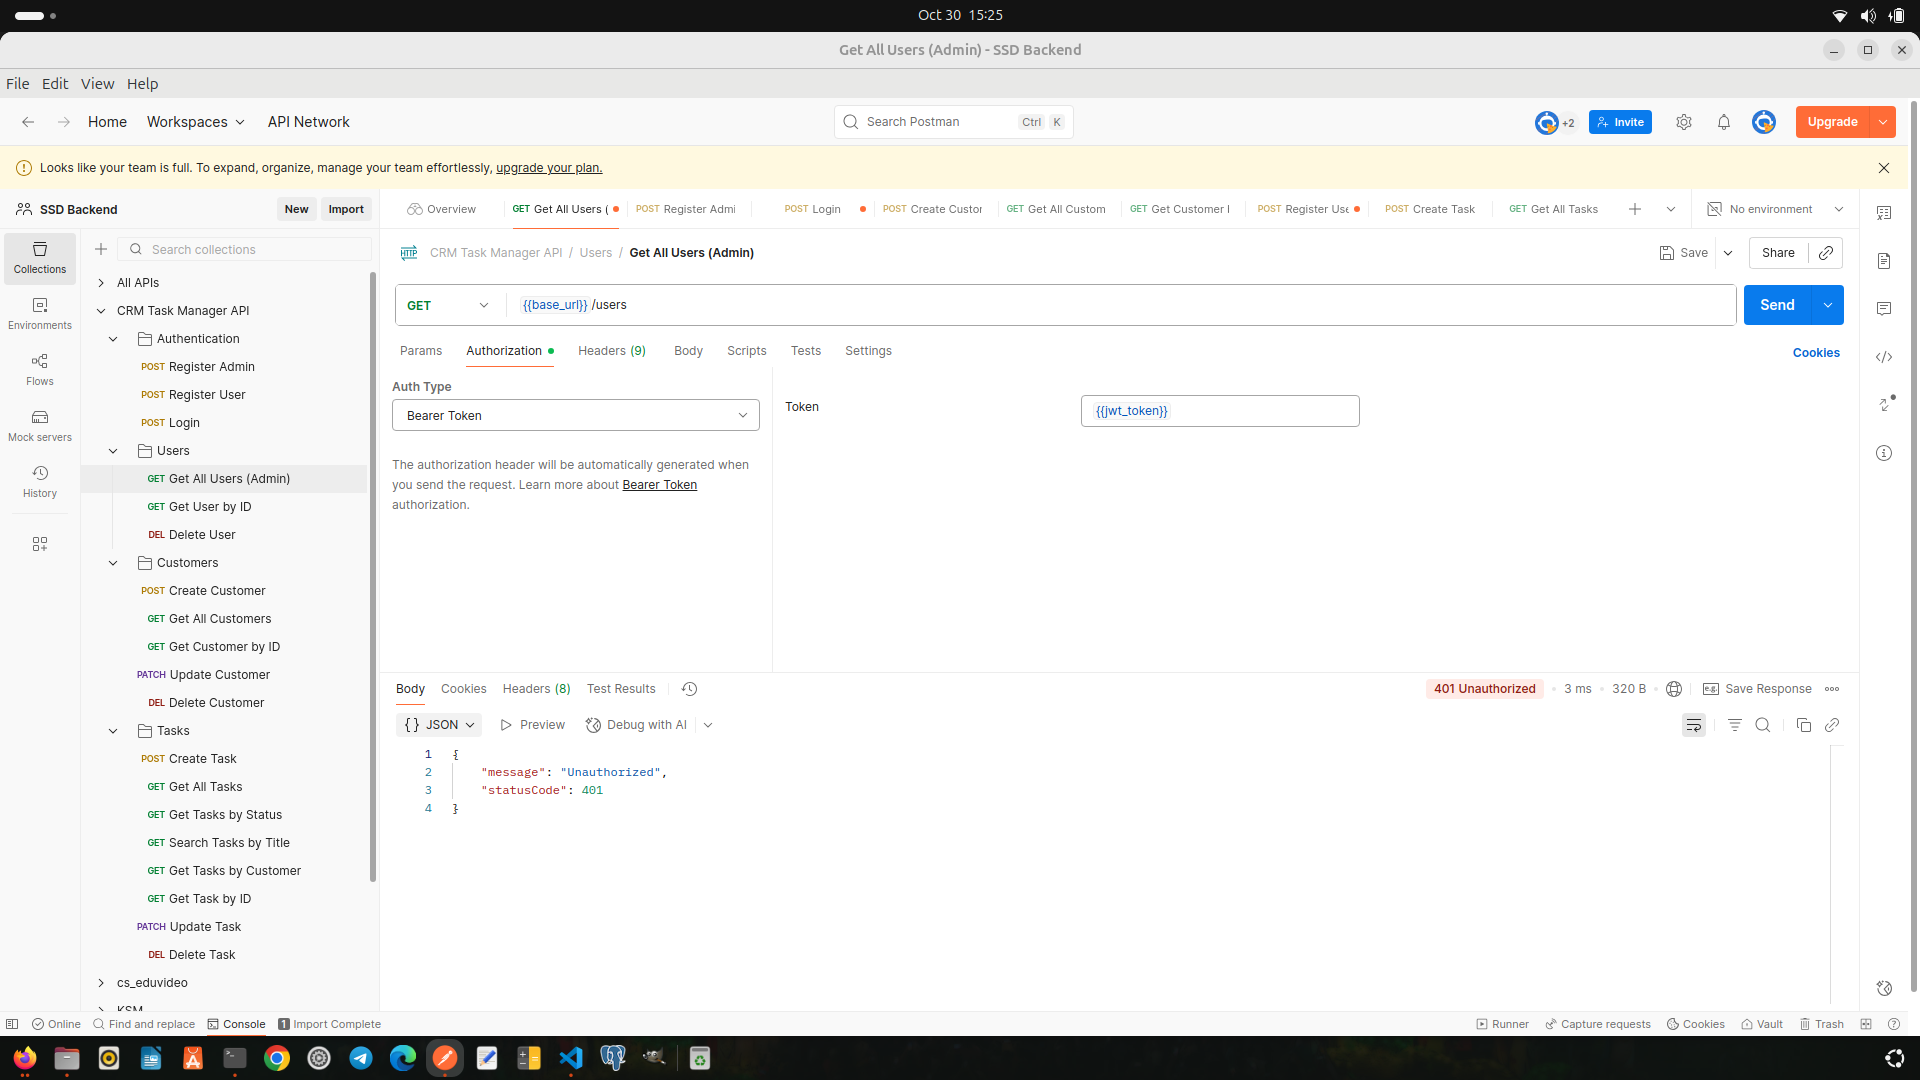 Oct 30 15:25
Get All Users (Admin) - SSD Backend
File Edit View Help
Home Workspaces API Network
Search Postman Ctrl K
+2 Invite Upgrade
Looks like your team is full. To expand, organize, manage your team effortlessly, upgrade your plan.
SSD Backend New Import
Overview
GET Get All Users (
POST Register Admi
POST Login
POST Create Custor
GET Get All Custom
GET Get Customer I
POST Register Use
POST Create Task
GET Get All Tasks
No environment
Collections
Environments
Flows
Mock servers
History
Search collections
All APIs
CRM Task Manager API
Authentication
POST Register Admin
POST Register User
POST Login
Users
GET Get All Users (Admin)
GET Get User by ID
DEL Delete User
Customers
POST Create Customer
GET Get All Customers
GET Get Customer by ID
PATCH Update Customer
DEL Delete Customer
Tasks
POST Create Task
GET Get All Tasks
GET Get Tasks by Status
GET Search Tasks by Title
GET Get Tasks by Customer
GET Get Task by ID
PATCH Update Task
DEL Delete Task
cs_eduvideo
KSM
HTTP CRM Task Manager API / Users / Get All Users (Admin)
Save Share
GET {{base_url}} /users
Send
Params Authorization Headers (9) Body Scripts Tests Settings
Cookies
Auth Type
Bearer Token
The authorization header will be automatically generated when
you send the request. Learn more about Bearer Token
authorization.
Token {{jwt_token}}
Body Cookies Headers (8) Test Results
401 Unauthorized 3 ms 320 B e.g. Save Response
{} JSON Preview Debug with AI
1 {
2 "message": "Unauthorized",
3 "statusCode": 401
4 }
Online Find and replace Console 1 Import Complete
Runner Capture requests Cookies Vault Trash